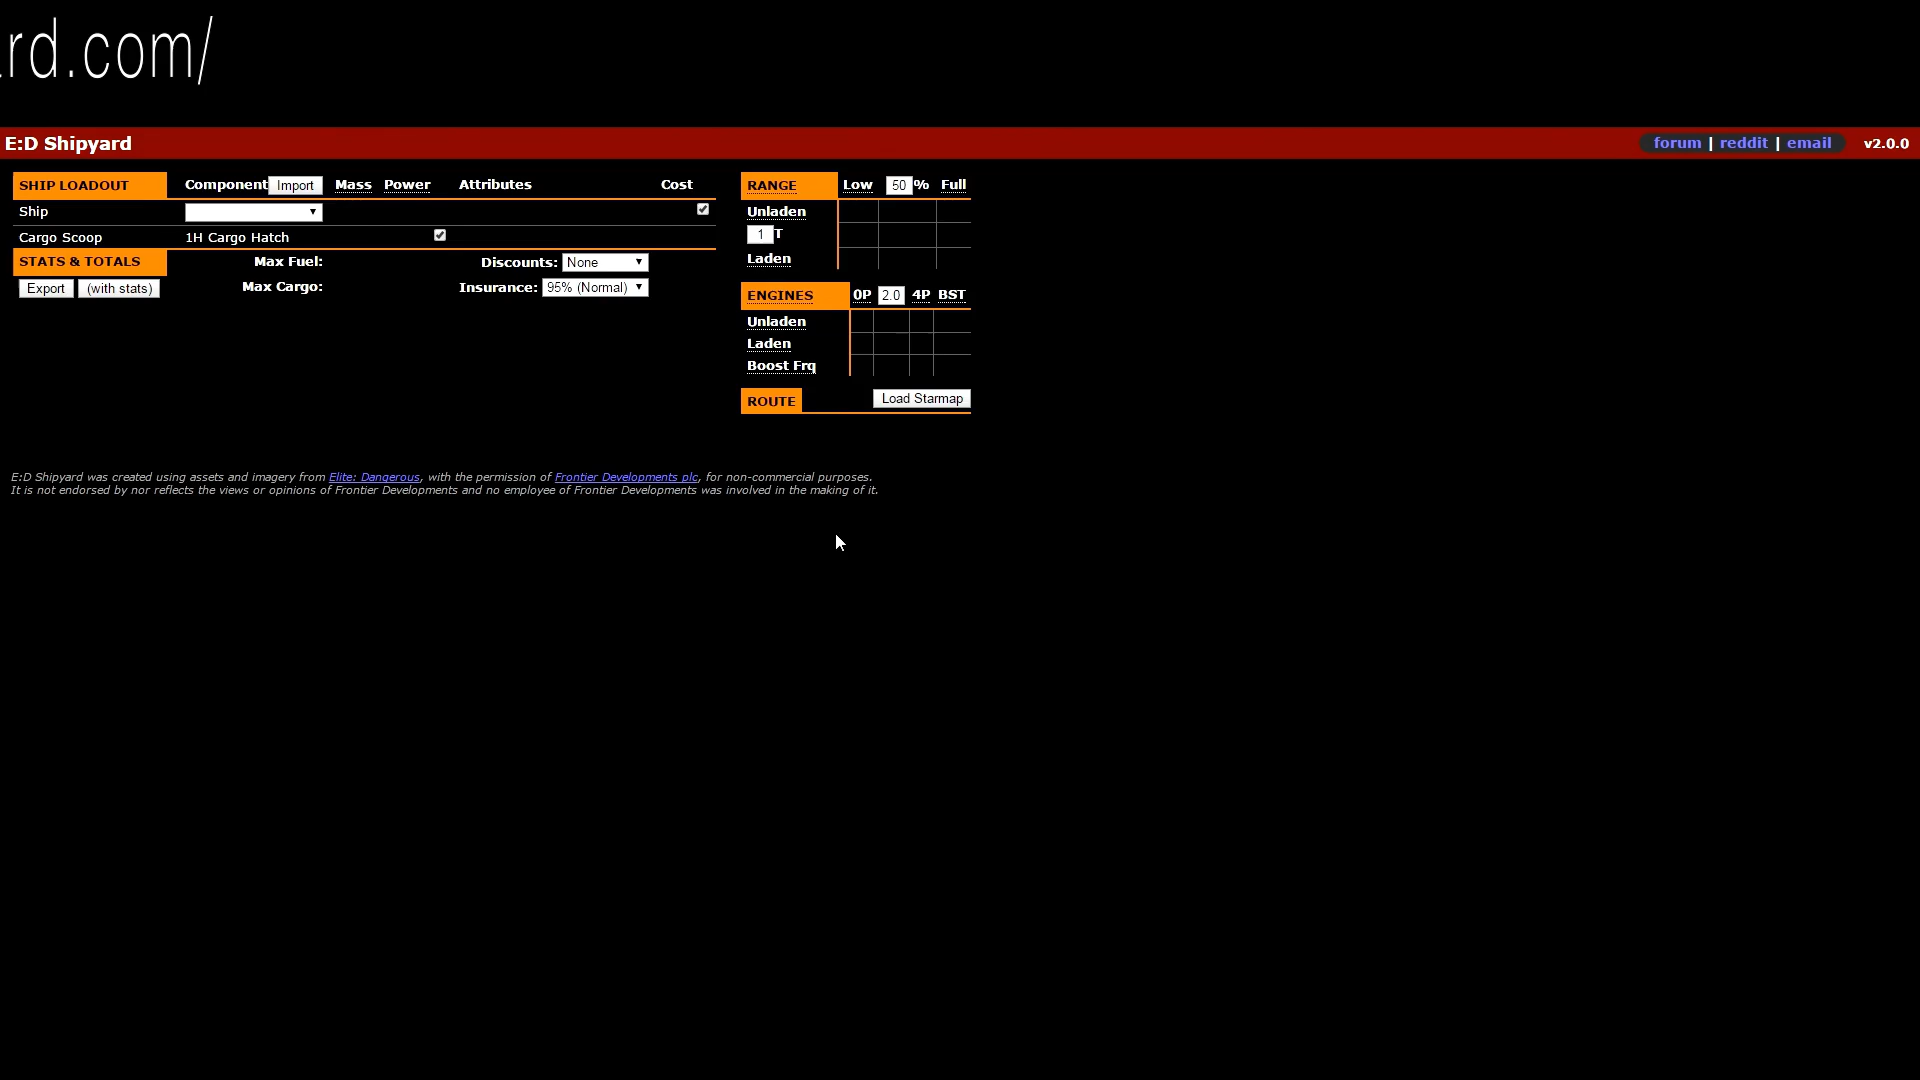 rd.com/
E:D Shipyard
forum | reddit | email v2.0.0
SHIP LOADOUT Component Import Mass Power Attributes Cost
Ship
Cargo Scoop 1H Cargo Hatch
STATS & TOTALS Max Fuel: Discounts: None
Export (with stats) Max Cargo: Insurance: 95% (Normal)
RANGE Low 50 % Full
Unladen
1 T
Laden
ENGINES 0P 2.0 4P BST
Unladen
Laden
Boost Frq
ROUTE Load Starmap
E:D Shipyard was created using assets and imagery from Elite: Dangerous, with the permission of Frontier Developments plc, for non-commercial purposes.
It is not endorsed by nor reflects the views or opinions of Frontier Developments and no employee of Frontier Developments was involved in the making of it.